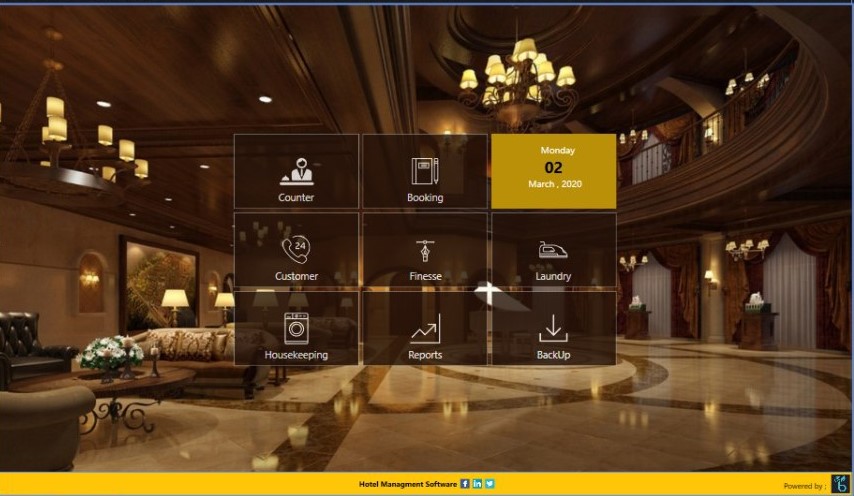 Counter
Booking
Monday
02
March , 2020
24
Customer
Finesse
Laundry
Housekeeping
Reports
BackUp
Hotel Managment Software
Powered by :